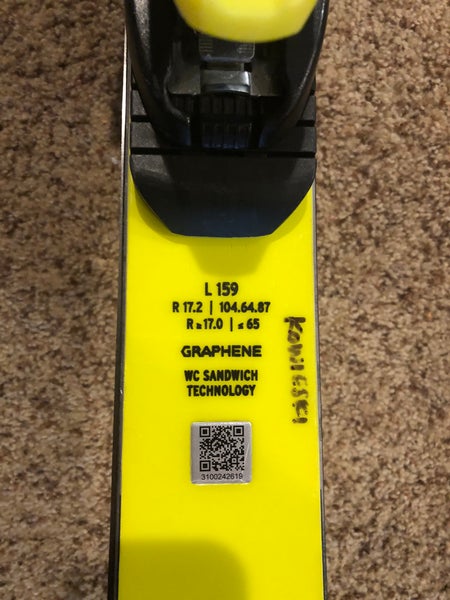 L 159
R 17.2 | 104.64.87
R ≥ 17.0 | ≤ 65
GRAPHENE
WC SANDWICH
TECHNOLOGY
3100242619